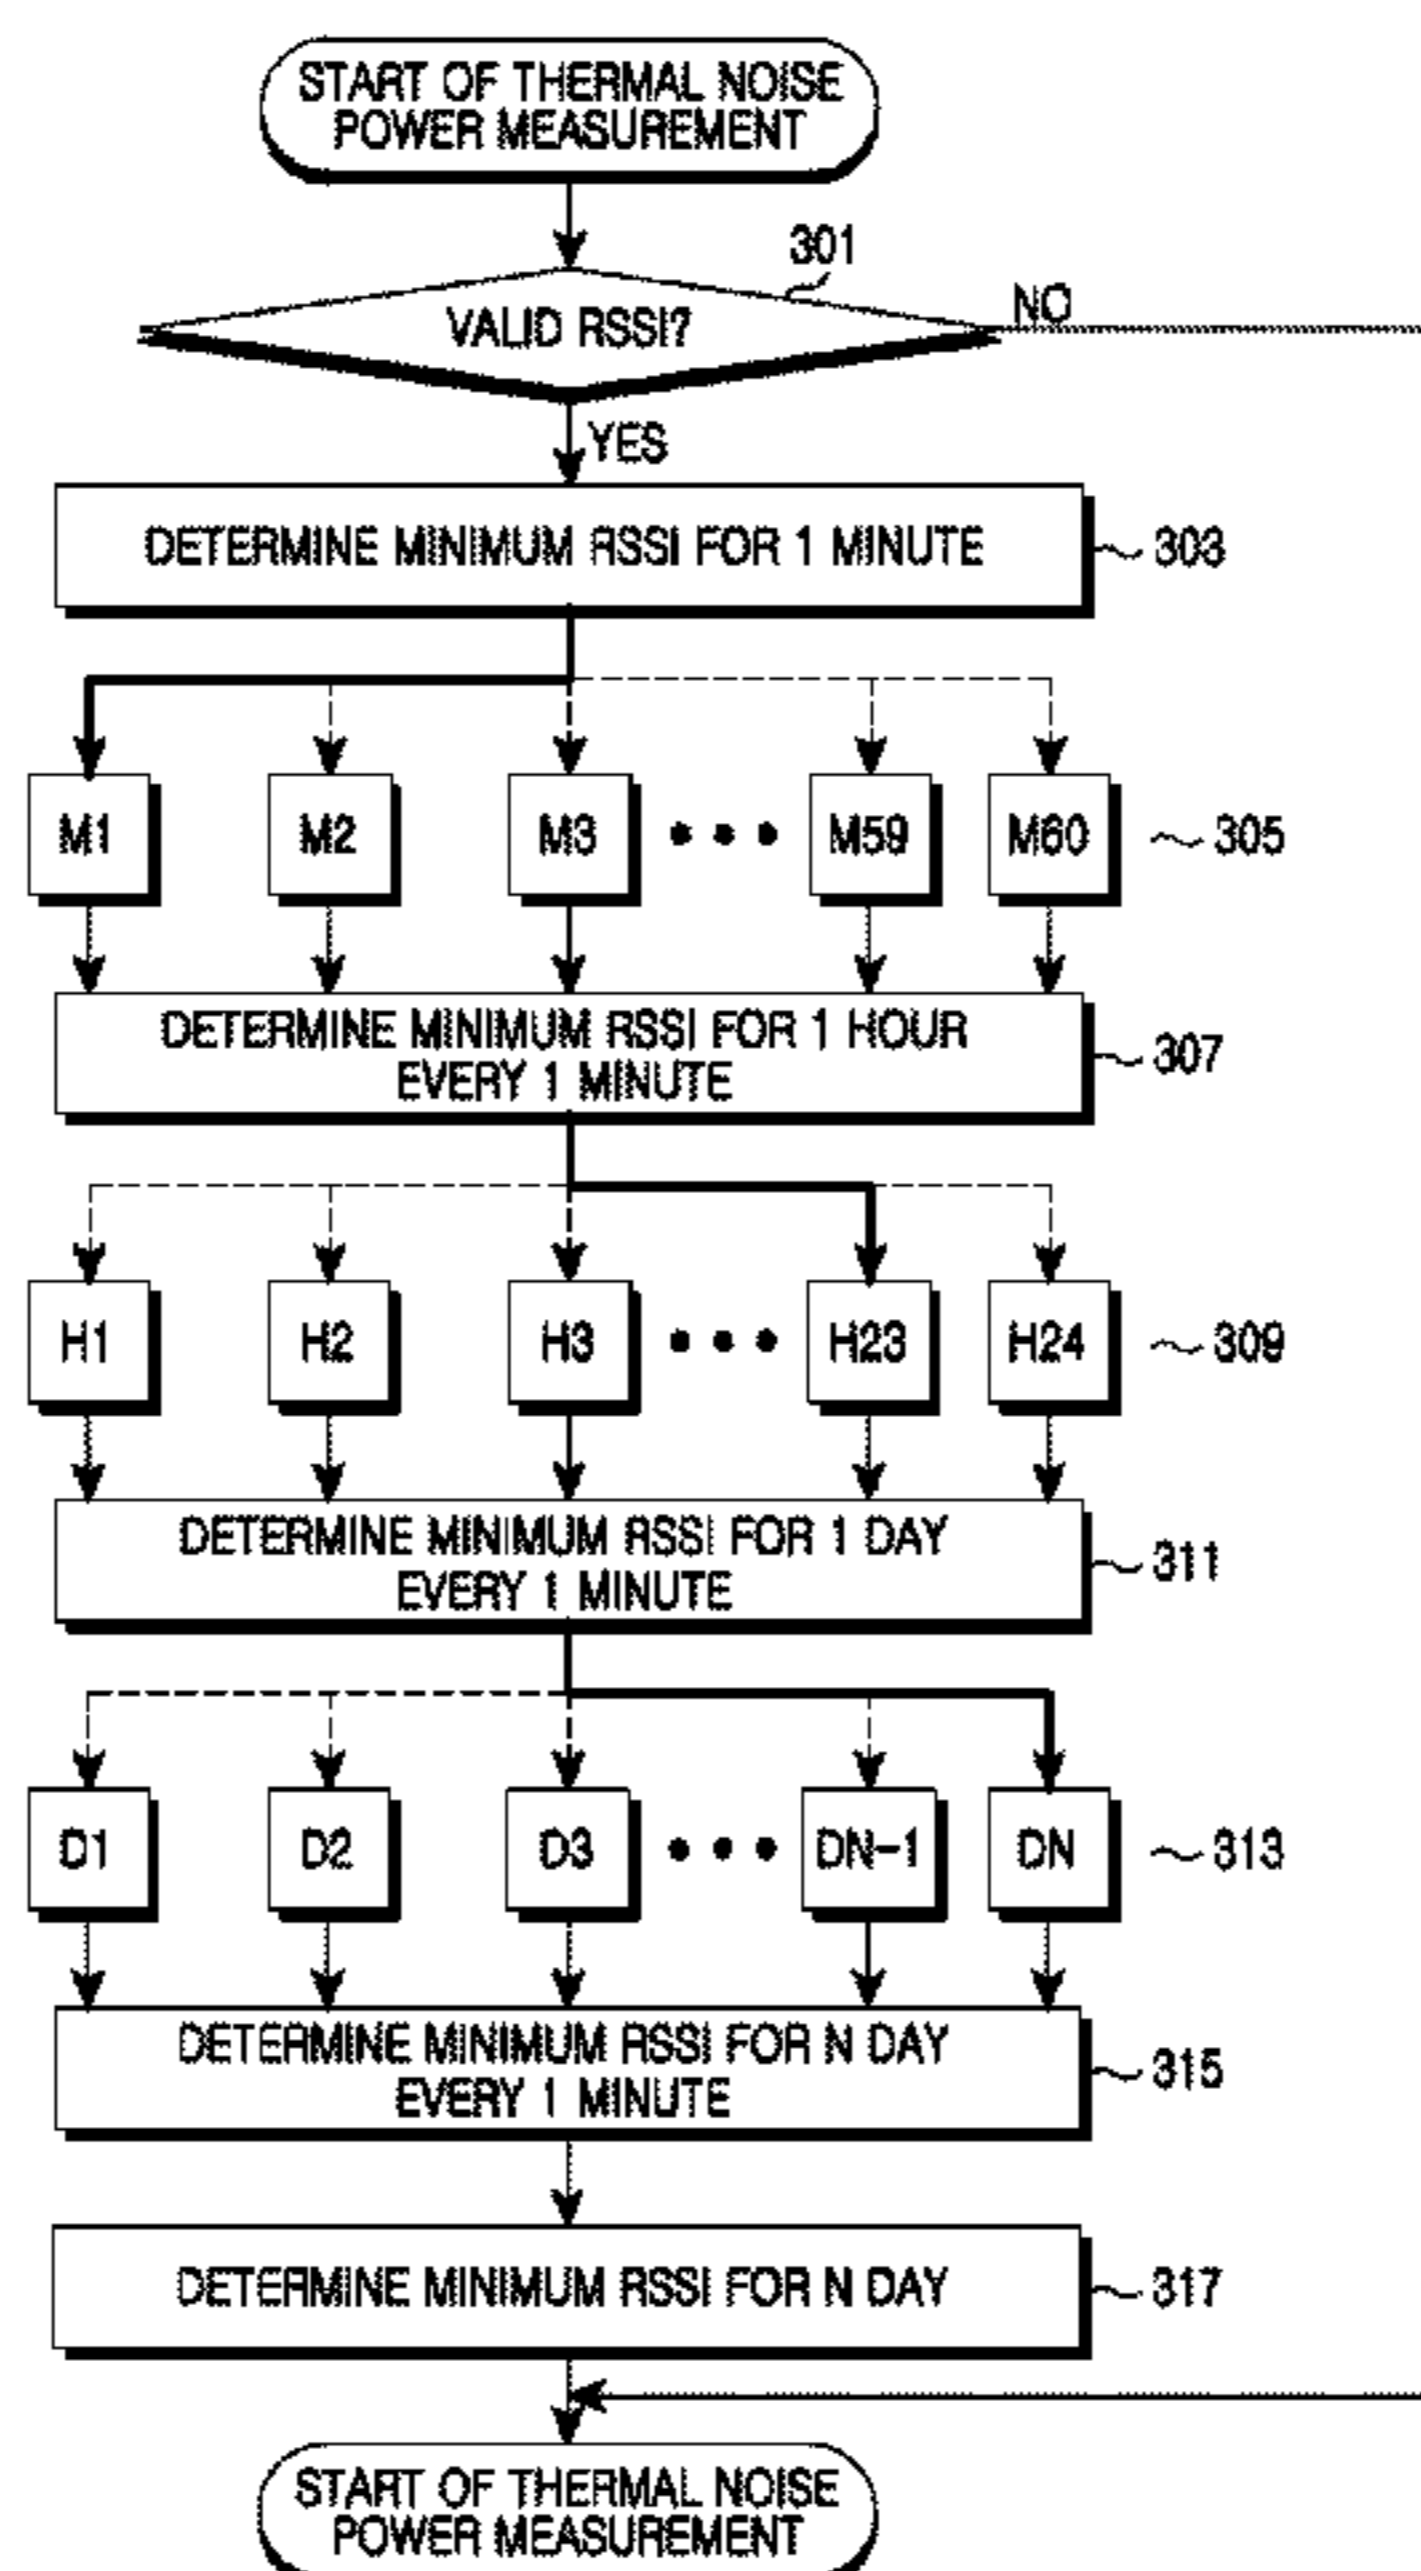 START OF THERMAL NOISE
POWER MEASUREMENT
301
VALID RSSI?
NO
YES
DETERMINE MINIMUM RSSI FOR 1 MINUTE
303
M1 M2 M3 ••• M59 M60
305
DETERMINE MINIMUM RSSI FOR 1 HOUR
EVERY 1 MINUTE
307
H1 H2 H3 ••• H23 H24
309
DETERMINE MINIMUM RSSI FOR 1 DAY
EVERY 1 MINUTE
311
D1 D2 D3 ••• DN-1 DN
313
DETERMINE MINIMUM RSSI FOR N DAY
EVERY 1 MINUTE
315
DETERMINE MINIMUM RSSI FOR N DAY
317
START OF THERMAL NOISE
POWER MEASUREMENT